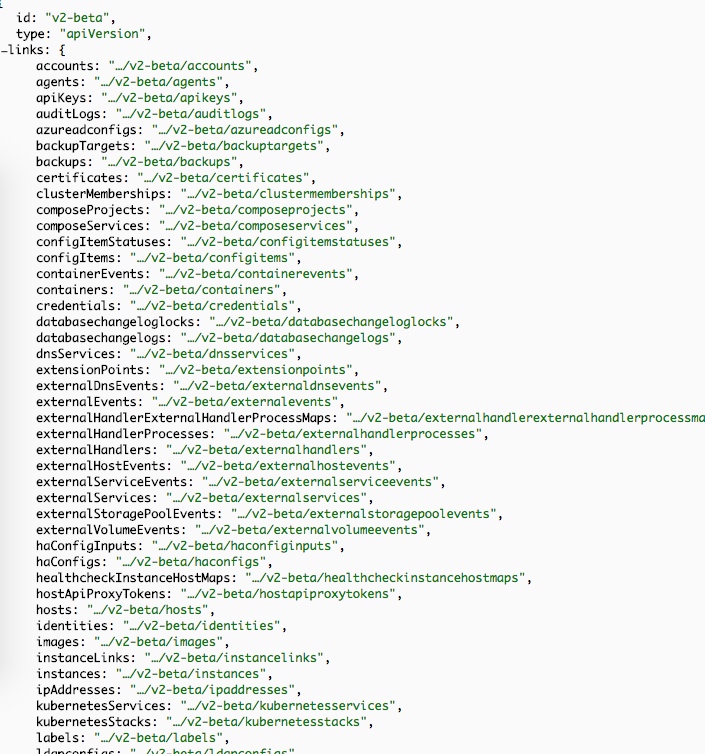 id: "v2-beta",
type: "apiVersion",
–links: {
accounts: "…/v2-beta/accounts",
agents: "…/v2-beta/agents",
apiKeys: "…/v2-beta/apikeys",
auditLogs: "…/v2-beta/auditlogs",
azureadconfigs: "…/v2-beta/azureadconfigs",
backupTargets: "…/v2-beta/backuptargets",
backups: "…/v2-beta/backups",
certificates: "…/v2-beta/certificates",
clusterMemberships: "…/v2-beta/clustermemberships",
composeProjects: "…/v2-beta/composeprojects",
composeServices: "…/v2-beta/composeservices",
configItemStatuses: "…/v2-beta/configitemstatuses",
configItems: "…/v2-beta/configitems",
containerEvents: "…/v2-beta/containerevents",
containers: "…/v2-beta/containers",
credentials: "…/v2-beta/credentials",
databasechangeloglocks: "…/v2-beta/databasechangeloglocks",
databasechangelogs: "…/v2-beta/databasechangelogs",
dnsServices: "…/v2-beta/dnsservices",
extensionPoints: "…/v2-beta/extensionpoints",
externalDnsEvents: "…/v2-beta/externaldnsevents",
externalEvents: "…/v2-beta/externalevents",
externalHandlerExternalHandlerProcessMaps: "…/v2-beta/externalhandlerexternalhandlerprocessma
externalHandlerProcesses: "…/v2-beta/externalhandlerprocesses",
externalHandlers: "…/v2-beta/externalhandlers",
externalHostEvents: "…/v2-beta/externalhostevents",
externalServiceEvents: "…/v2-beta/externalserviceevents",
externalServices: "…/v2-beta/externalservices",
externalStoragePoolEvents: "…/v2-beta/externalstoragepoolevents",
externalVolumeEvents: "…/v2-beta/externalvolumeevents",
haConfigInputs: "…/v2-beta/haconfiginputs",
haConfigs: "…/v2-beta/haconfigs",
healthcheckInstanceHostMaps: "…/v2-beta/healthcheckinstancehostmaps",
hostApiProxyTokens: "…/v2-beta/hostapiproxytokens",
hosts: "…/v2-beta/hosts",
identities: "…/v2-beta/identities",
images: "…/v2-beta/images",
instanceLinks: "…/v2-beta/instancelinks",
instances: "…/v2-beta/instances",
ipAddresses: "…/v2-beta/ipaddresses",
kubernetesServices: "…/v2-beta/kubernetesservices",
kubernetesStacks: "…/v2-beta/kubernetesstacks",
labels: "…/v2-beta/labels",
ldapconfigs: "…/v2-beta/ldapconfigs",